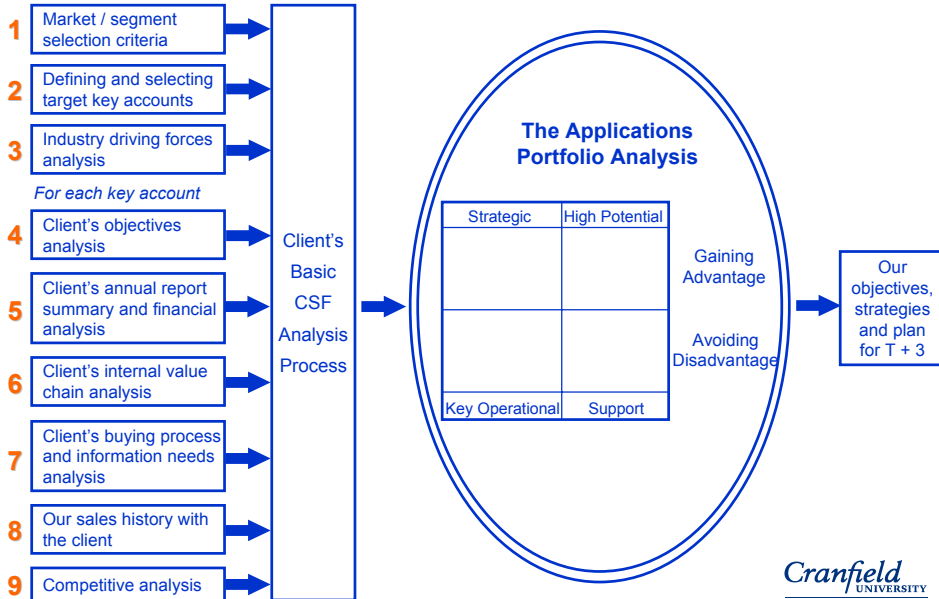 1
Market / segment
selection criteria
2
Defining and selecting
target key accounts
3
Industry driving forces
analysis
For each key account
4
Client's objectives
analysis
5
Client's annual report
summary and financial
analysis
6
Client's internal value
chain analysis
7
Client's buying process
and information needs
analysis
8
Our sales history with
the client
9
Competitive analysis
Client's
Basic
CSF
Analysis
Process
The Applications
Portfolio Analysis
Strategic
High Potential
Gaining
Advantage
Avoiding
Disadvantage
Key Operational
Support
Our
objectives,
strategies
and plan
for T + 3
Cranfield
UNIVERSITY